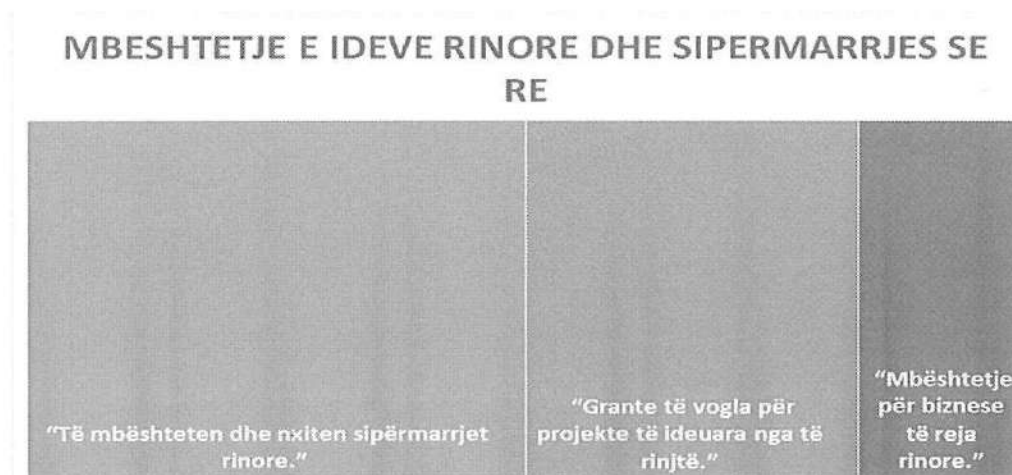 MBESHTETJE E IDEVE RINORE DHE SIPERMARRJES SE
RE
“Të mbështeten dhe nxiten sipërmarrjet
rinore.”
“Grante të vogla për
projekte të ideuara nga të
rinjtë.”
“Mbështetje
për biznese
të reja
rinore.”